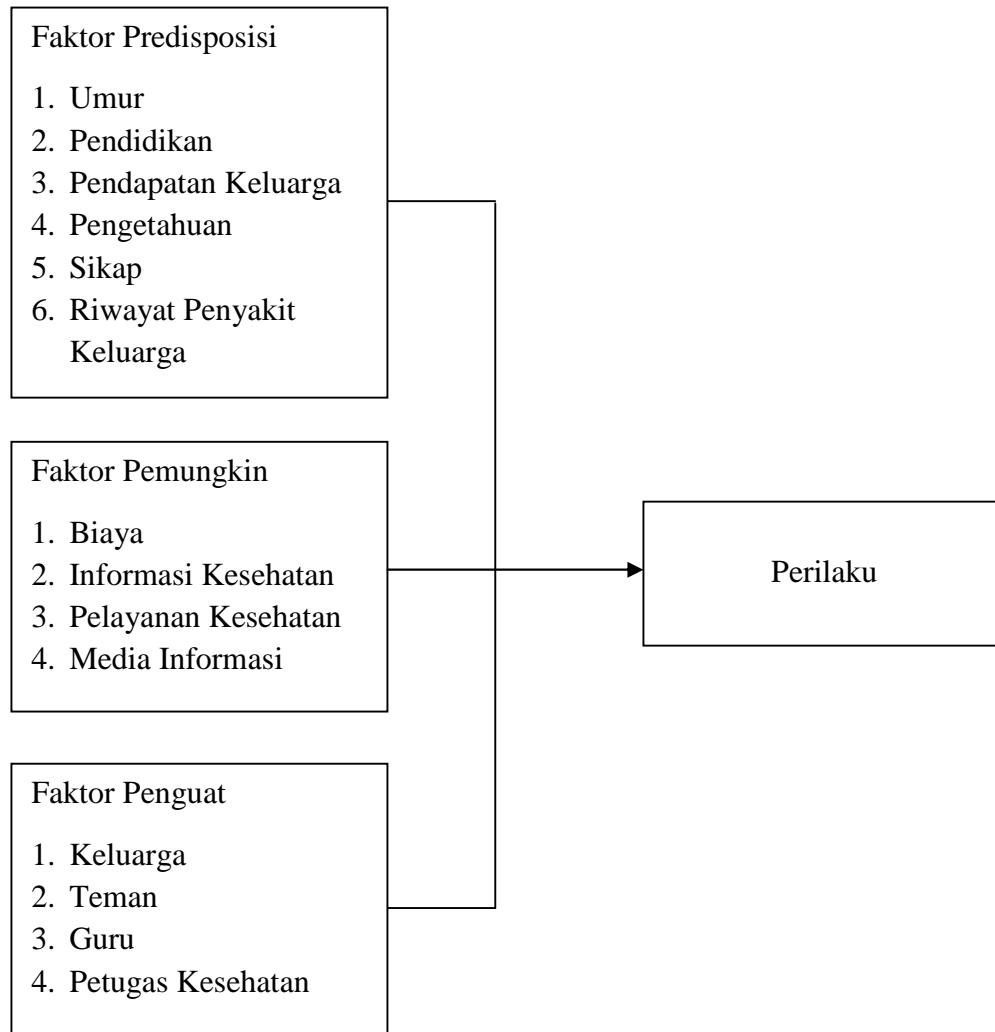 Faktor Predisposisi
1. Umur
2. Pendidikan
3. Pendapatan Keluarga
4. Pengetahuan
5. Sikap
6. Riwayat Penyakit
Keluarga
Faktor Pemungkin
1. Biaya
2. Informasi Kesehatan
3. Pelayanan Kesehatan
4. Media Informasi
Perilaku
Faktor Penguat
1. Keluarga
2. Teman
3. Guru
4. Petugas Kesehatan